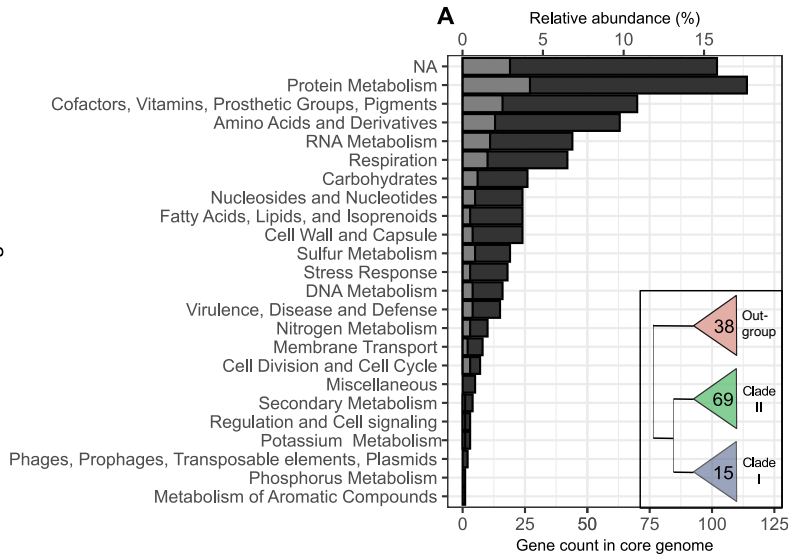 A
Relative abundance (%)
0 5 10 15
NA
Protein Metabolism
Cofactors, Vitamins, Prosthetic Groups, Pigments
Amino Acids and Derivatives
RNA Metabolism
Respiration
Carbohydrates
Nucleosides and Nucleotides
Fatty Acids, Lipids, and Isoprenoids
Cell Wall and Capsule
Sulfur Metabolism
Stress Response
DNA Metabolism
Virulence, Disease and Defense
Nitrogen Metabolism
Membrane Transport
Cell Division and Cell Cycle
Miscellaneous
Secondary Metabolism
Regulation and Cell signaling
Potassium Metabolism
Phages, Prophages, Transposable elements, Plasmids
Phosphorus Metabolism
Metabolism of Aromatic Compounds
38
Out-
group
69
Clade
II
15
Clade
I
0 25 50 75 100 125
Gene count in core genome